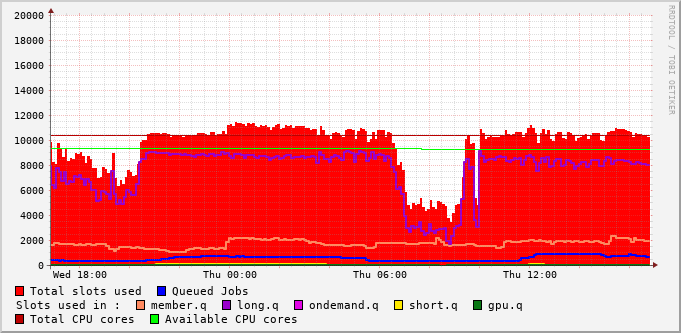 20000
18000
16000
14000
12000
10000
8000
6000
4000
2000
0
Wed 18:00 Thu 00:00 Thu 06:00 Thu 12:00
Total slots used Queued Jobs
Slots used in : member.q long.q ondemand.q short.q gpu.q
Total CPU cores Available CPU cores
RRDTOOL / TOBI OETIKER